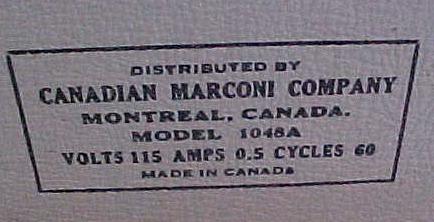 DISTRIBUTED BY
CANADIAN MARCONI COMPANY
MONTREAL, CANADA.
MODEL 1048A
VOLTS 115 AMPS 0.5 CYCLES 60
MADE IN CANADA